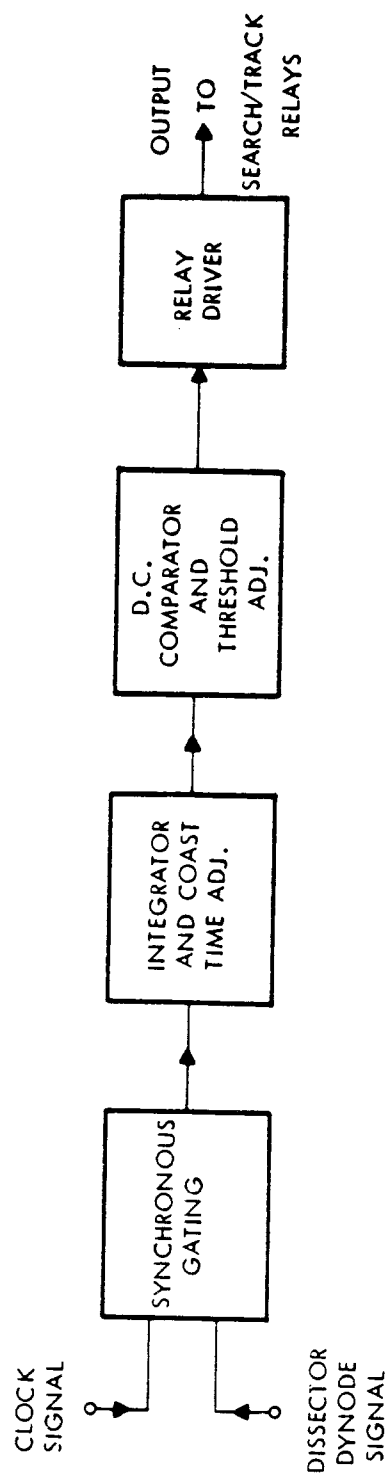 CLOCK
SIGNAL
DISSECTOR
DYNODE
SIGNAL
SYNCHRONOUS
GATING
INTEGRATOR
AND COAST
TIME ADJ.
D.C.
COMPARATOR
AND
THRESHOLD
ADJ.
RELAY
DRIVER
OUTPUT
TO
SEARCH/TRACK
RELAYS